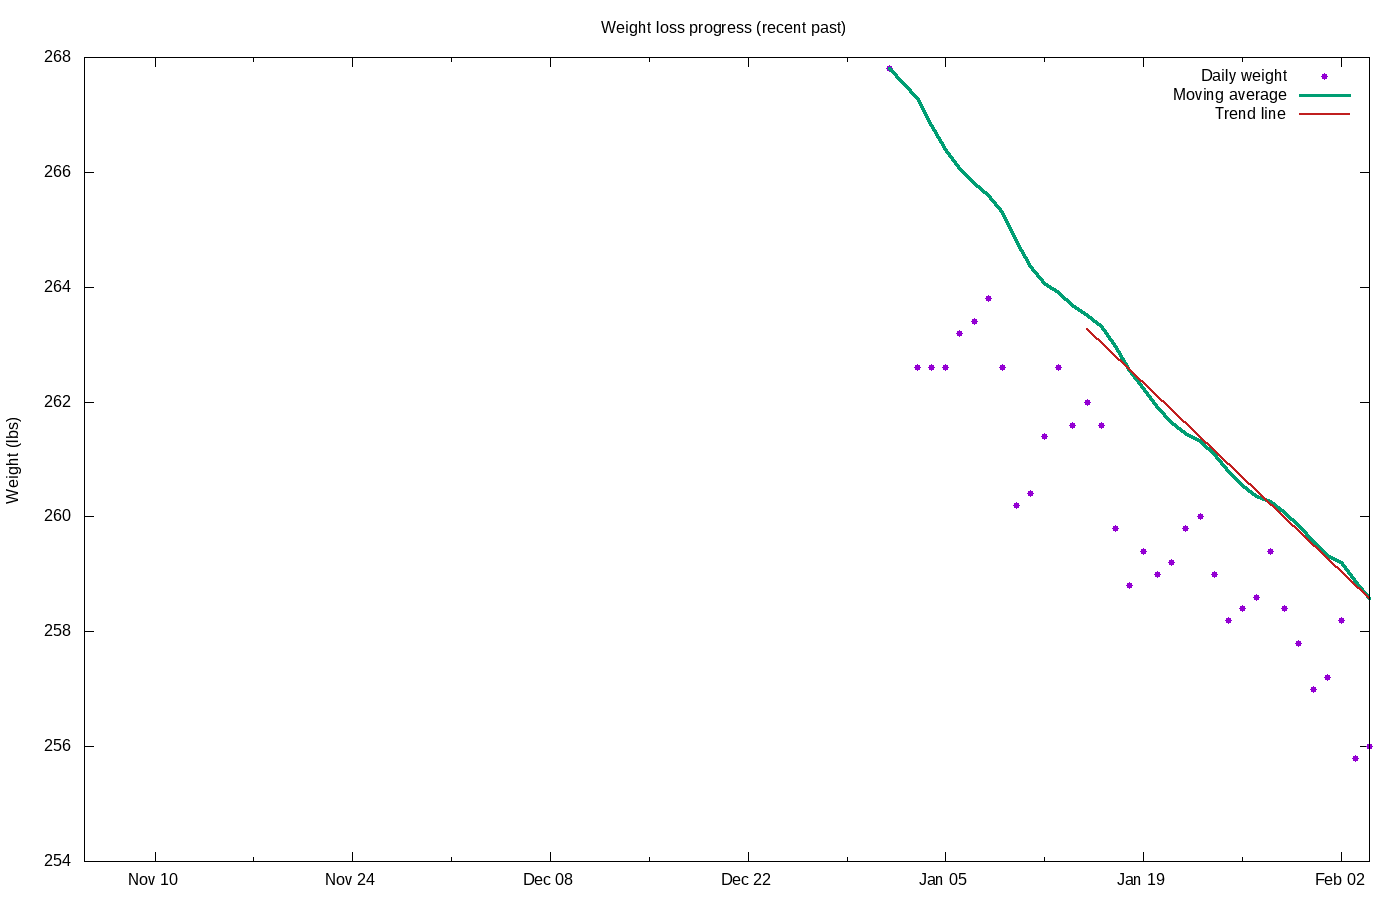 Weight loss progress (recent past)
268
266
264
262
260
258
256
254
Weight (lbs)
Daily weight
Moving average
Trend line
Nov 10
Nov 24
Dec 08
Dec 22
Jan 05
Jan 19
Feb 02